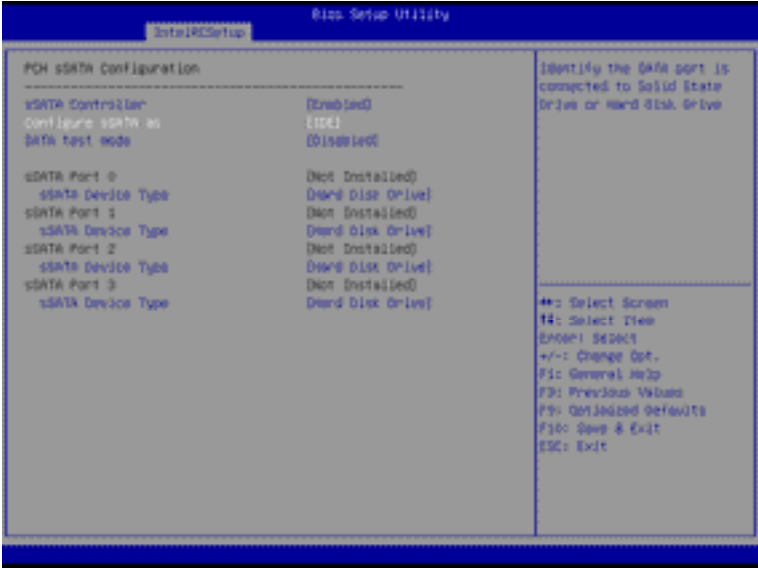 Bios Setup Utility
IntelRCSetup
PCH sSATA Configuration
sSATA Controller [Enabled]
Configure sSATA as [IDE]
SATA test mode [Disabled]
sSATA Port 0 [Not Installed]
sSATA Device Type [Hard Disk Drive]
sSATA Port 1 [Not Installed]
sSATA Device Type [Hard Disk Drive]
sSATA Port 2 [Not Installed]
sSATA Device Type [Hard Disk Drive]
sSATA Port 3 [Not Installed]
sSATA Device Type [Hard Disk Drive]
Identify the SATA port is
connected to Solid State
Drive or Hard Disk Drive
: Select Screen
↑↓: Select Item
Enter: Select
+/-: Change Opt.
F1: General Help
: Previous Values
F9: Optimized Defaults
F10: Save & Exit
ESC: Exit